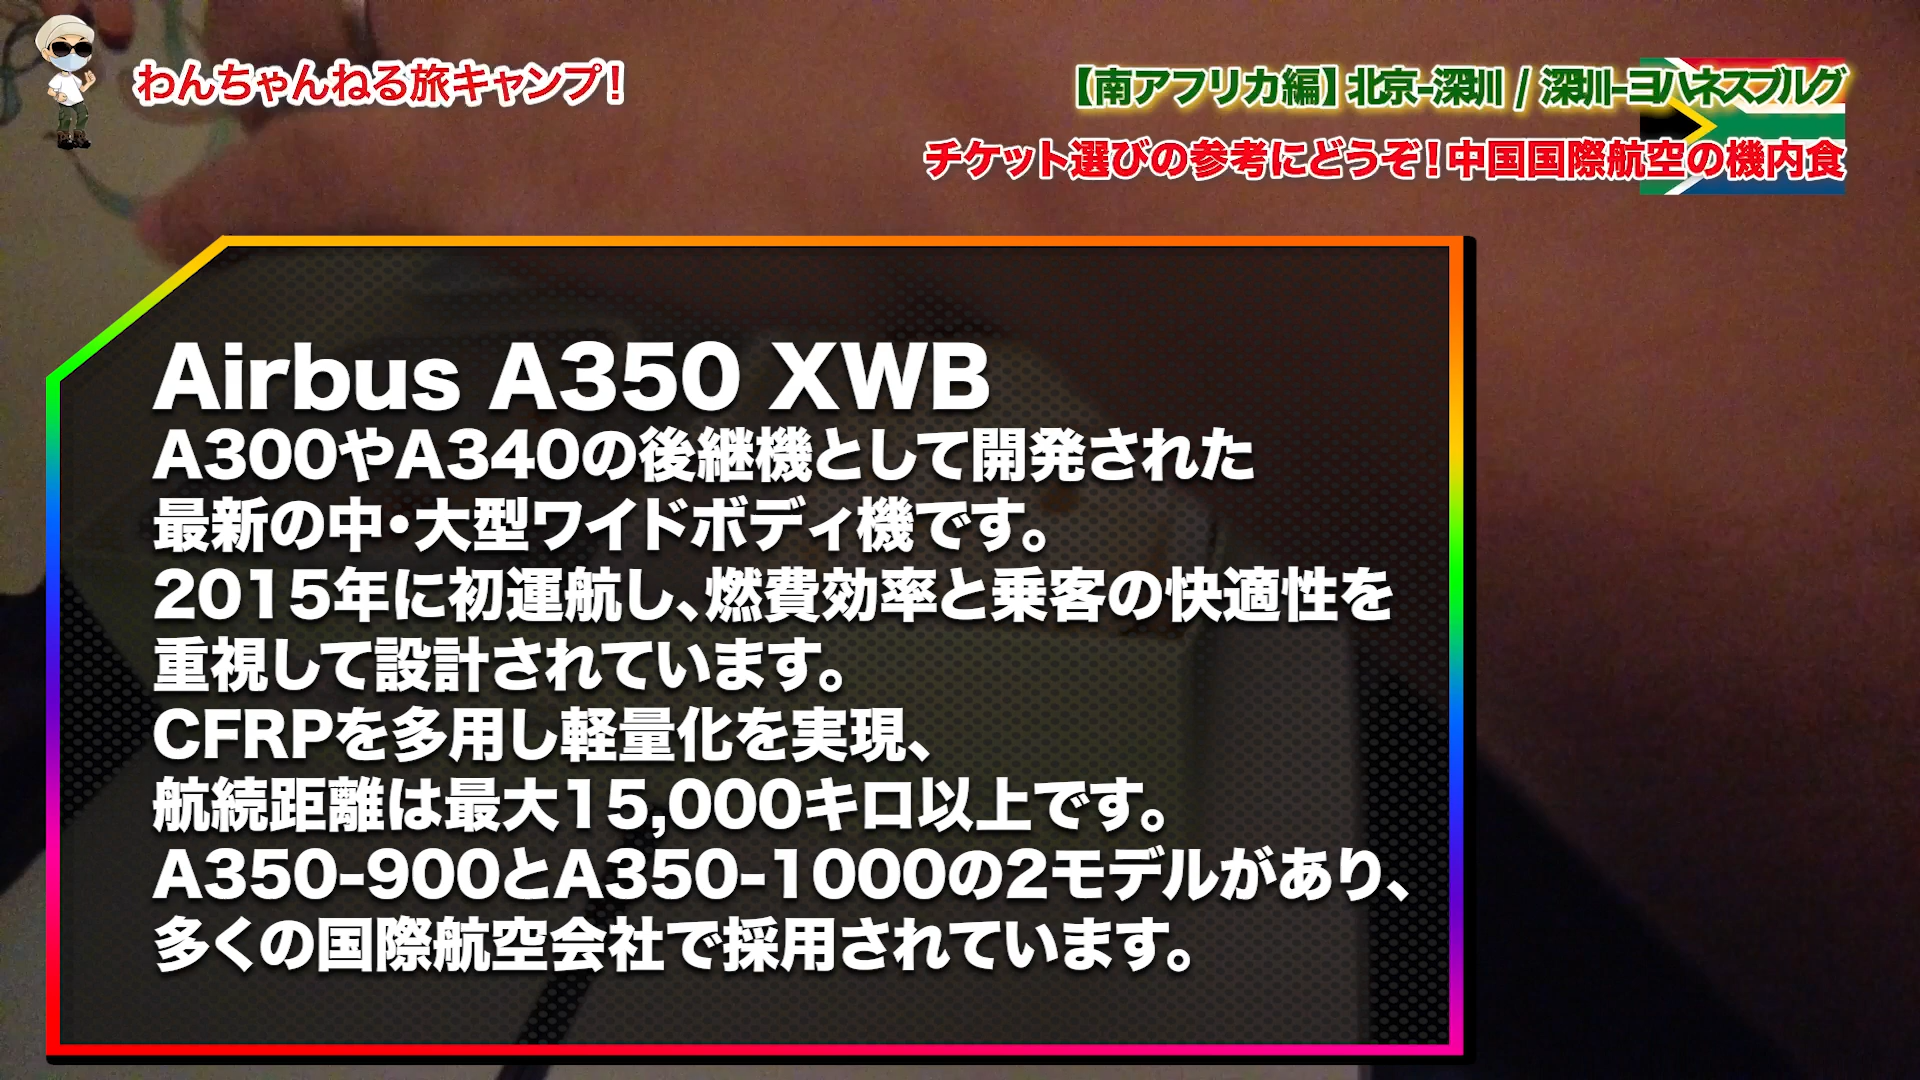 わんちゃんねる旅キャンプ！
【南アフリカ編】北京-深圳 / 深圳-ヨハネスブルグ
チケット選びの参考にどうぞ！中国国際航空の機内食
Airbus A350 XWB
A300やA340の後継機として開発された
最新の中・大型ワイドボディ機です。
2015年に初運航し、燃費効率と乗客の快適性を
重視して設計されています。
CFRPを多用し軽量化を実現、
航続距離は最大15,000キロ以上です。
A350-900とA350-1000の2モデルがあり、
多くの国際航空会社で採用されています。